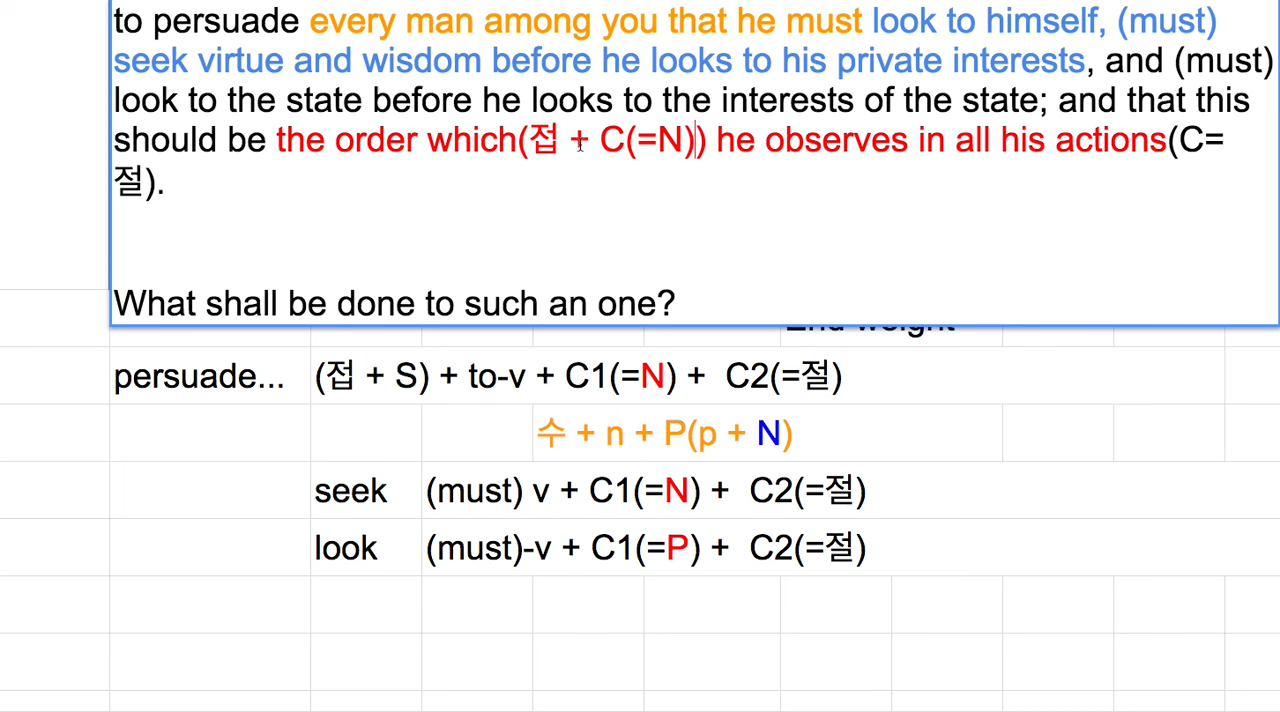 to persuade every man among you that he must look to himself, (must)
seek virtue and wisdom before he looks to his private interests, and (must)
look to the state before he looks to the interests of the state; and that this
should be the order which(접 + C(=N)) he observes in all his actions(C=
절).
What shall be done to such an one?
End weight
persuade... (접 + S) + to-v + C1(=N) + C2(=절)
수 + n + P(p + N)
seek (must) v + C1(=N) + C2(=절)
look (must)-v + C1(=P) + C2(=절)